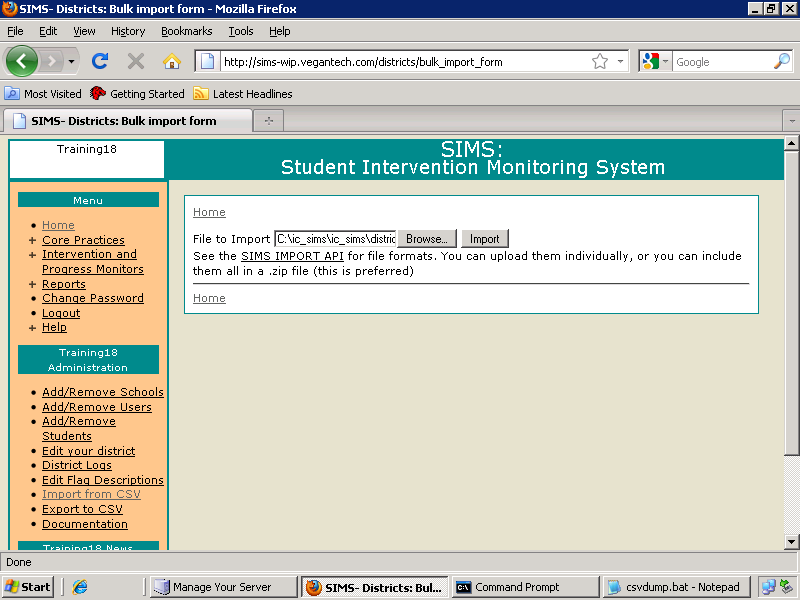 SIMS- Districts: Bulk import form - Mozilla Firefox
File Edit View History Bookmarks Tools Help
http://sims-wip.vegantech.com/districts/bulk_import_form
Google
Most Visited Getting Started Latest Headlines
SIMS- Districts: Bulk import form
Training18
SIMS:
Student Intervention Monitoring System
Menu
Home
Core Practices
Intervention and
Progress Monitors
Reports
Change Password
Logout
Help
Training18
Administration
Add/Remove Schools
Add/Remove Users
Add/Remove
Students
Edit your district
District Logs
Edit Flag Descriptions
Import from CSV
Export to CSV
Documentation
Training18 News
Home
File to Import C:\ic_sims\ic_sims\distric Browse... Import
See the SIMS IMPORT API for file formats. You can upload them individually, or you can include
them all in a .zip file (this is preferred)
Home
Done
Start Manage Your Server SIMS- Districts: Bul... Command Prompt csvdump.bat - Notepad